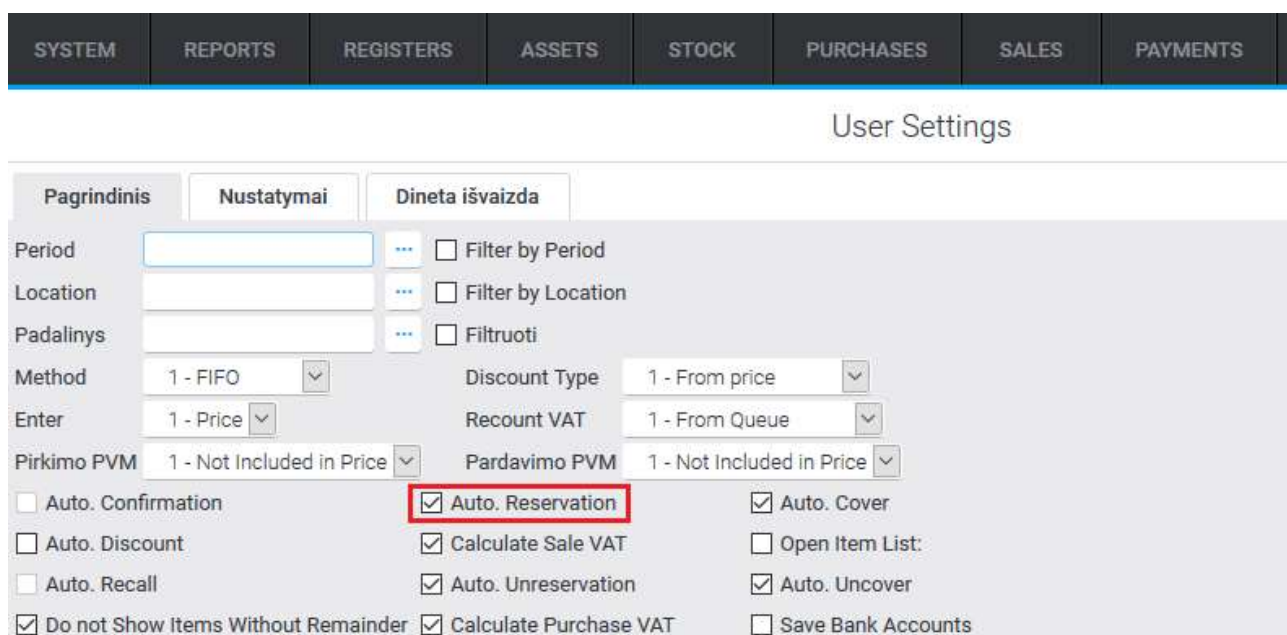 SYSTEM REPORTS REGISTERS ASSETS STOCK PURCHASES SALES PAYMENTS
User Settings
Pagrindinis Nustatymai Dineta išvaizda
Period ... Filter by Period
Location ... Filter by Location
Padalinys ... Filtruoti
Method 1 - FIFO Discount Type 1 - From price
Enter 1 - Price Recount VAT 1 - From Queue
Pirkimo PVM 1 - Not Included in Price Pardavimo PVM 1 - Not Included in Price
Auto. Confirmation Auto. Reservation Auto. Cover
Auto. Discount Calculate Sale VAT Open Item List:
Auto. Recall Auto. Unreservation Auto. Uncover
Do not Show Items Without Remainder Calculate Purchase VAT Save Bank Accounts